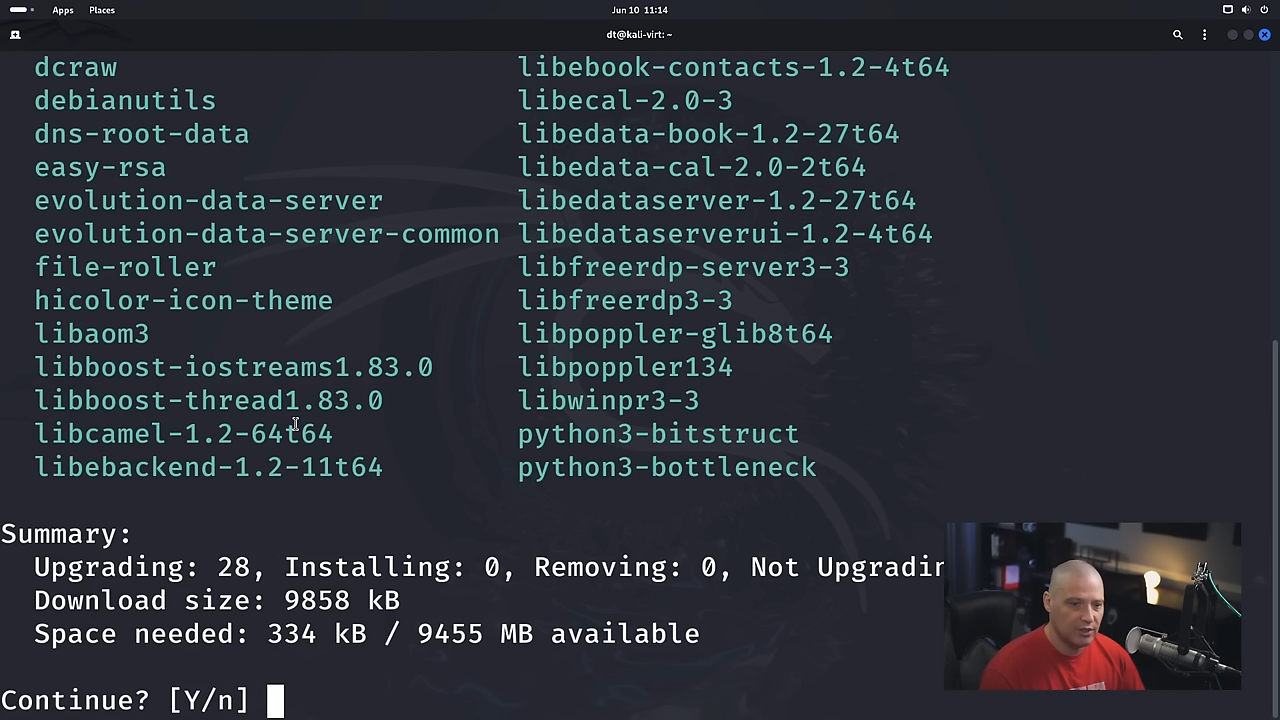 Apps Places Jun 10 11:14
dt@kali-virt: ~
dcraw libebook-contacts-1.2-4t64
debianutils libecal-2.0-3
dns-root-data libedata-book-1.2-27t64
easy-rsa libedata-cal-2.0-2t64
evolution-data-server libedataserver-1.2-27t64
evolution-data-server-common libedataserverui-1.2-4t64
file-roller libfreerdp-server3-3
hicolor-icon-theme libfreerdp3-3
libaom3 libpoppler-glib8t64
libboost-iostreams1.83.0 libpoppler134
libboost-thread1.83.0 libwinpr3-3
libcamel-1.2-64t64 python3-bitstruct
libebackend-1.2-11t64 python3-bottleneck
Summary:
Upgrading: 28, Installing: 0, Removing: 0, Not Upgradin
Download size: 9858 kB
Space needed: 334 kB / 9455 MB available
Continue? [Y/n]